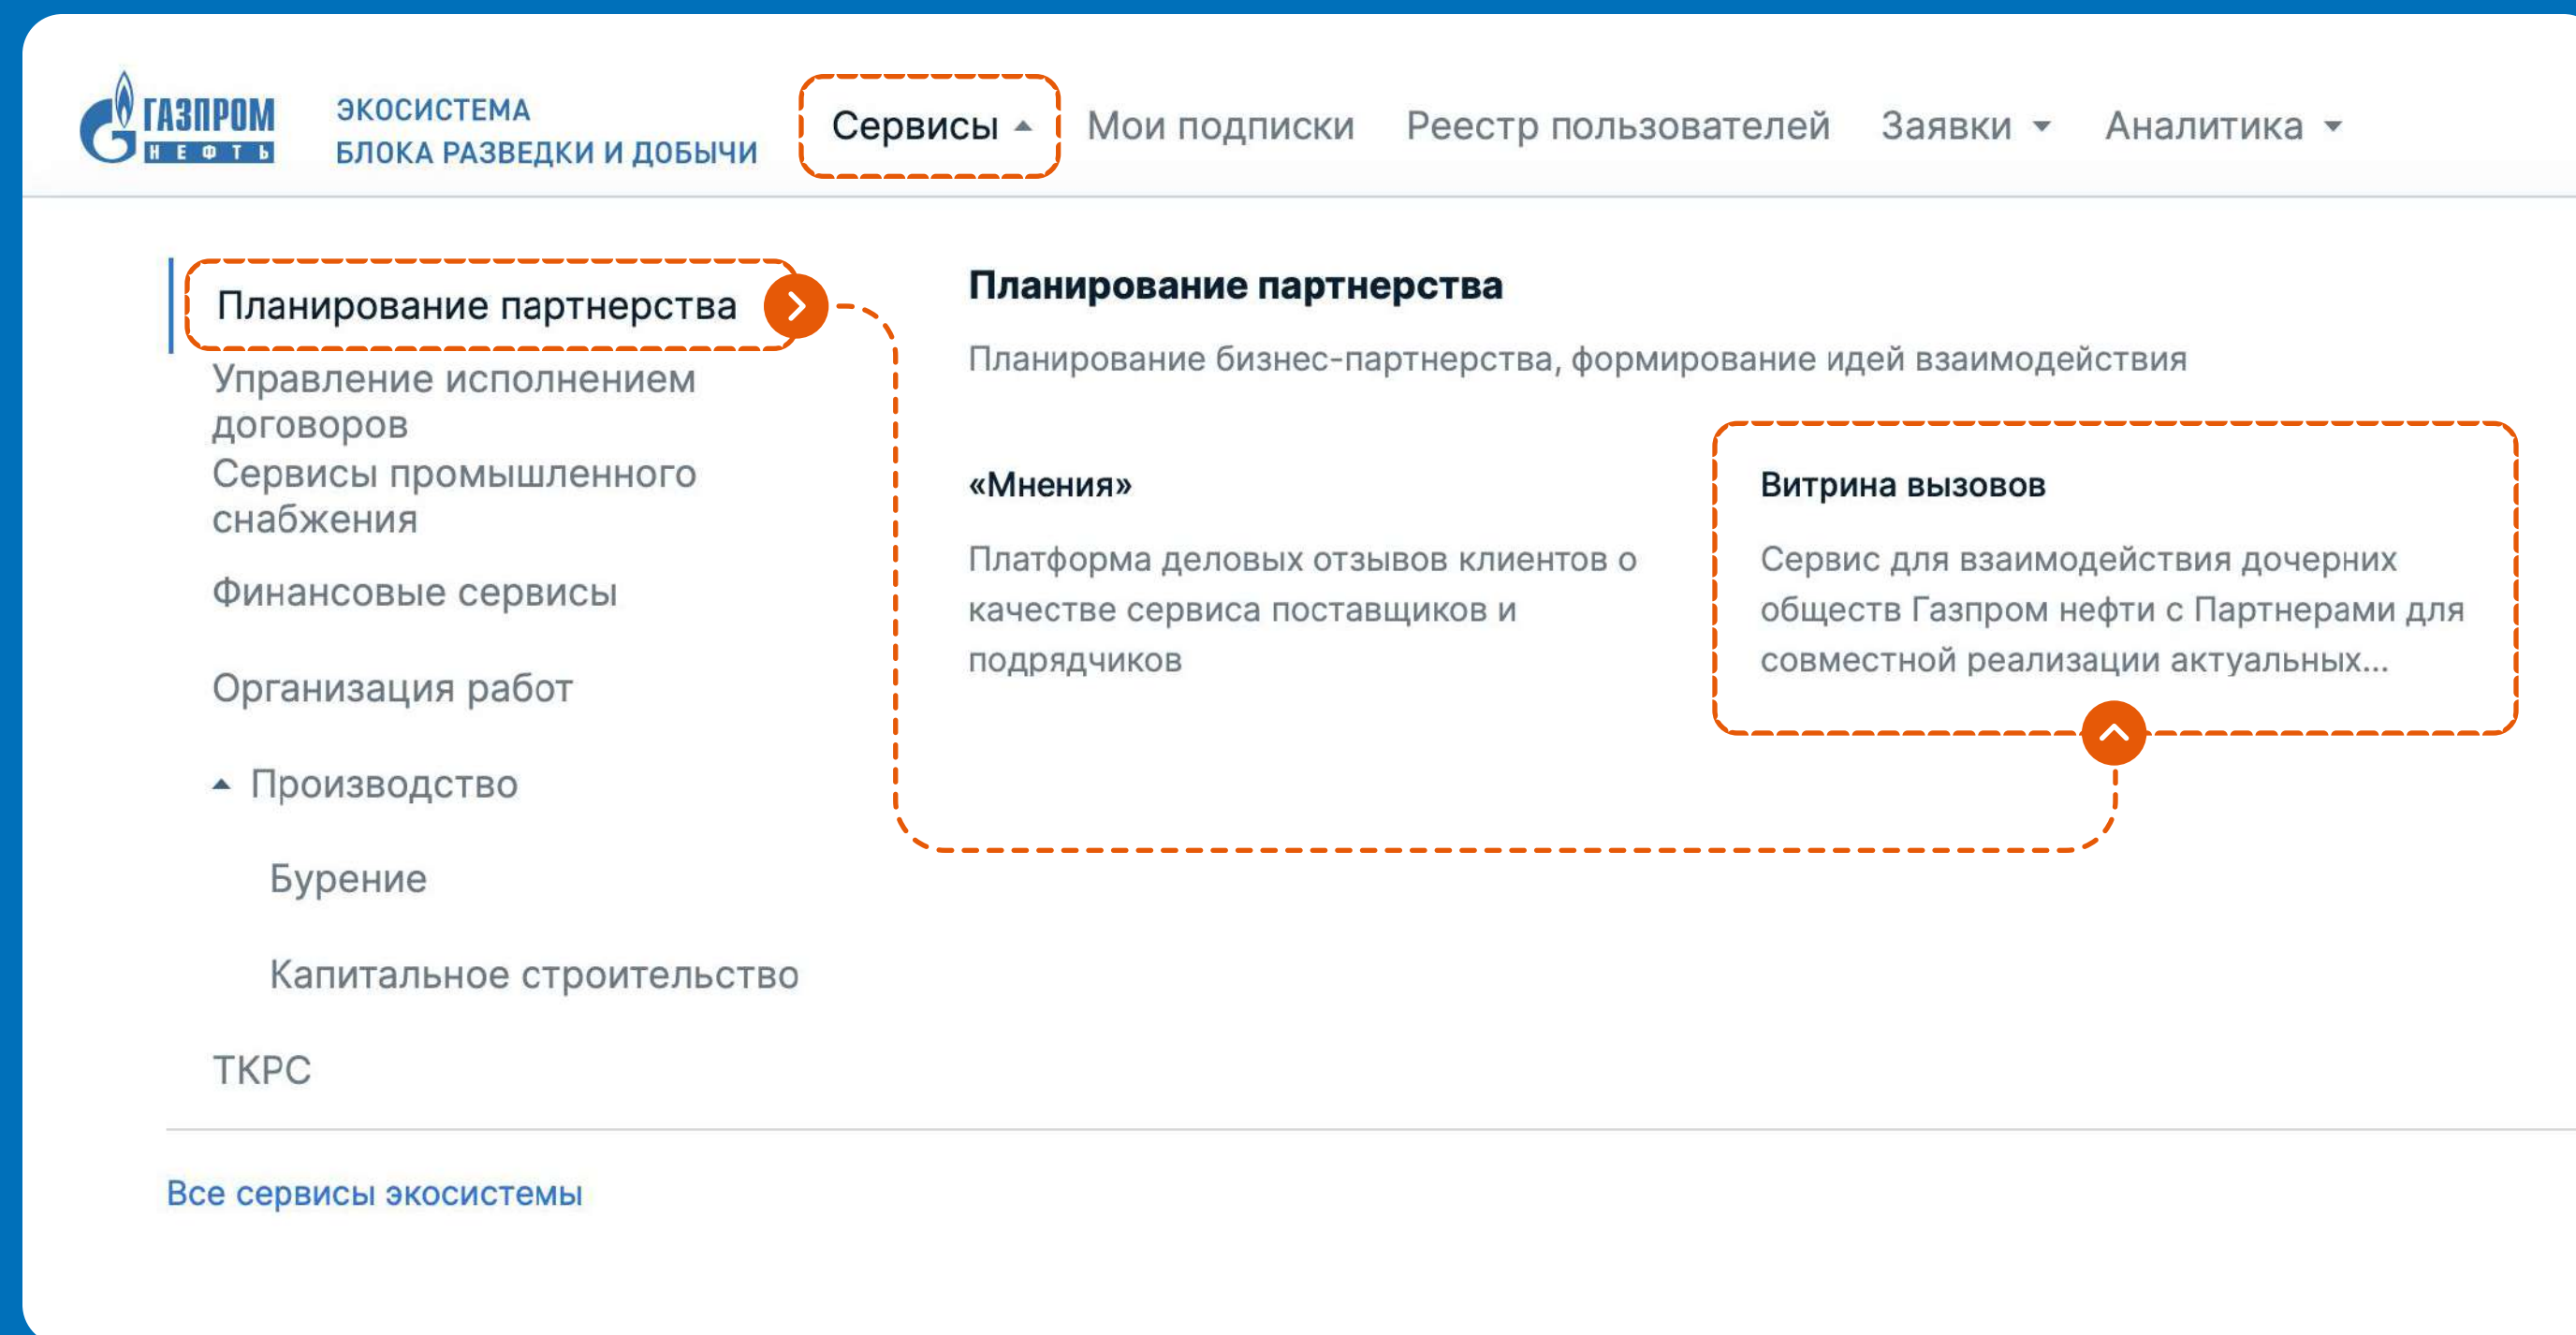 ГАЗПРОМ
НЕФТЬ
ЭКОСИСТЕМА
БЛОКА РАЗВЕДКИ И ДОБЫЧИ
Сервисы
Мои подписки
Реестр пользователей
Заявки
Аналитика
Планирование партнерства
Управление исполнением
договоров
Сервисы промышленного
снабжения
Финансовые сервисы
Организация работ
Производство
Бурение
Капитальное строительство
ТКРС
Планирование партнерства
Планирование бизнес-партнерства, формирование идей взаимодействия
«Мнения»
Платформа деловых отзывов клиентов о
качестве сервиса поставщиков и
подрядчиков
Витрина вызовов
Сервис для взаимодействия дочерних
обществ Газпром нефти с Партнерами для
совместной реализации актуальных...
Все сервисы экосистемы